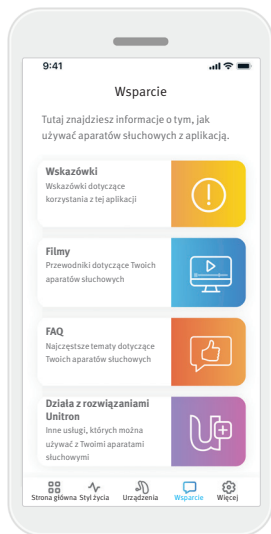 9:41
Wsparcie
Tutaj znajdziesz informacje o tym, jak
używać aparatów słuchowych z aplikacją.
Wskazówki
Wskazówki dotyczące
korzystania z tej aplikacji
Filmy
Przewodniki dotyczące Twoich
aparatów słuchowych
FAQ
Najczęstsze tematy dotyczące
Twoich aparatów słuchowych
Działa z rozwiązaniami
Unitron
Inne usługi, których można
używać z Twoimi aparatami
słuchowymi
Strona główna Styl życia Urządzenia Wsparcie Więcej